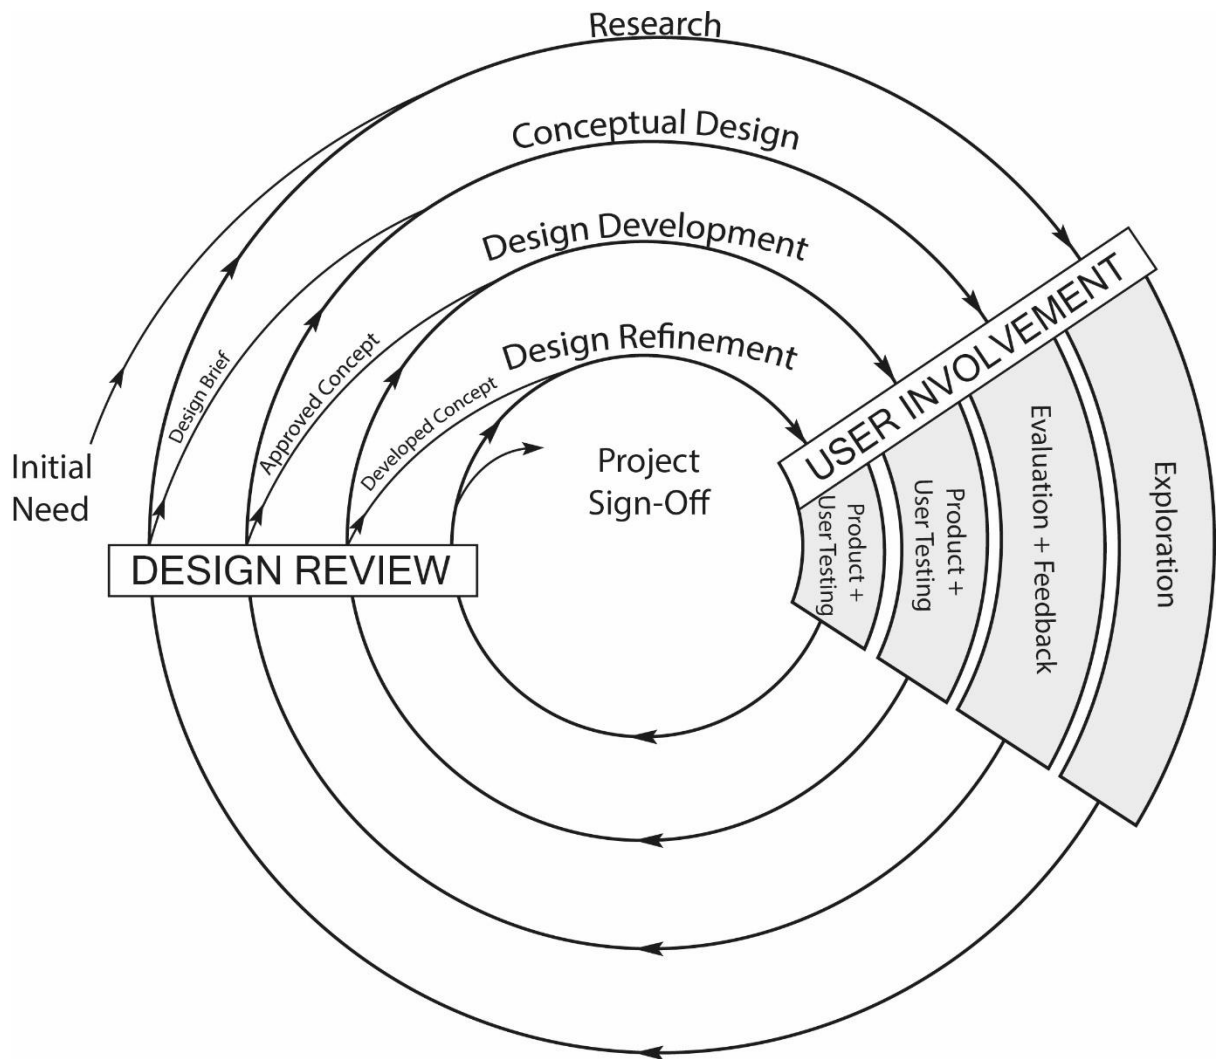 Research
Conceptual Design
Design Development
Design Refinement
Design Brief
Approved Concept
Developed Concept
Initial
Need
Project
Sign-Off
DESIGN REVIEW
USER INVOLVEMENT
Product +
User Testing
Product +
User Testing
Evaluation + Feedback
Exploration